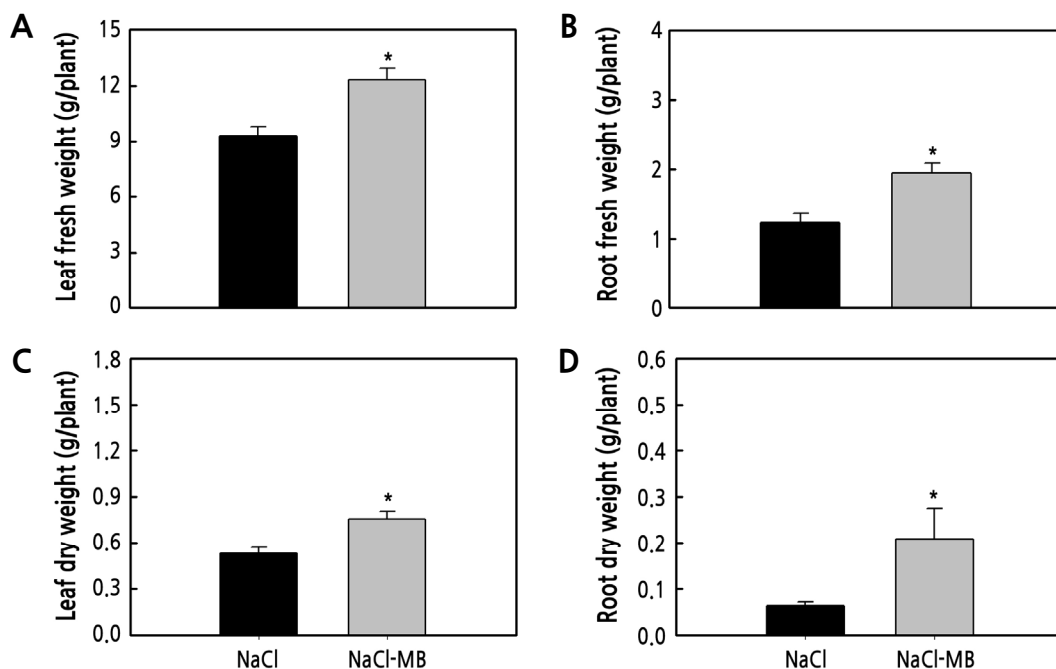 A
Leaf fresh weight (g/plant)
15
12
9
6
3
0
*
B
Root fresh weight (g/plant)
4
3
2
1
0
*
C
Leaf dry weight (g/plant)
1.8
1.5
1.2
0.9
0.6
0.3
0.0
*
NaCl
NaCl-MB
D
Root dry weight (g/plant)
0.6
0.5
0.4
0.3
0.2
0.1
0.0
*
NaCl
NaCl-MB